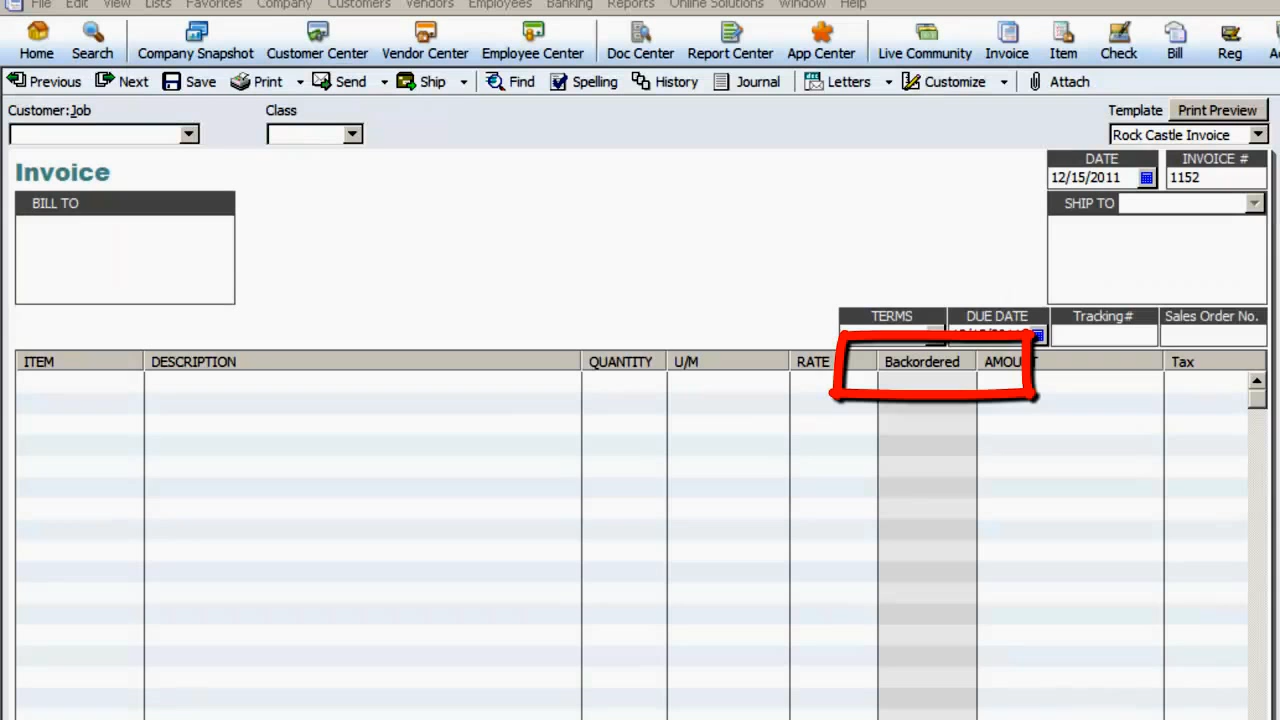 File Edit View Lists Favorites Company Customers Vendors Employees Banking Reports Online Solutions Window Help
Home Search Company Snapshot Customer Center Vendor Center Employee Center Doc Center Report Center App Center Live Community Invoice Item Check Bill Reg
Previous Next Save Print Send Ship Find Spelling History Journal Letters Customize Attach
Customer:Job Class Template Print Preview
Rock Castle Invoice
Invoice DATE INVOICE #
12/15/2011 1152
BILL TO SHIP TO
TERMS DUE DATE Tracking# Sales Order No.
ITEM DESCRIPTION QUANTITY U/M RATE Backordered AMOUNT Tax